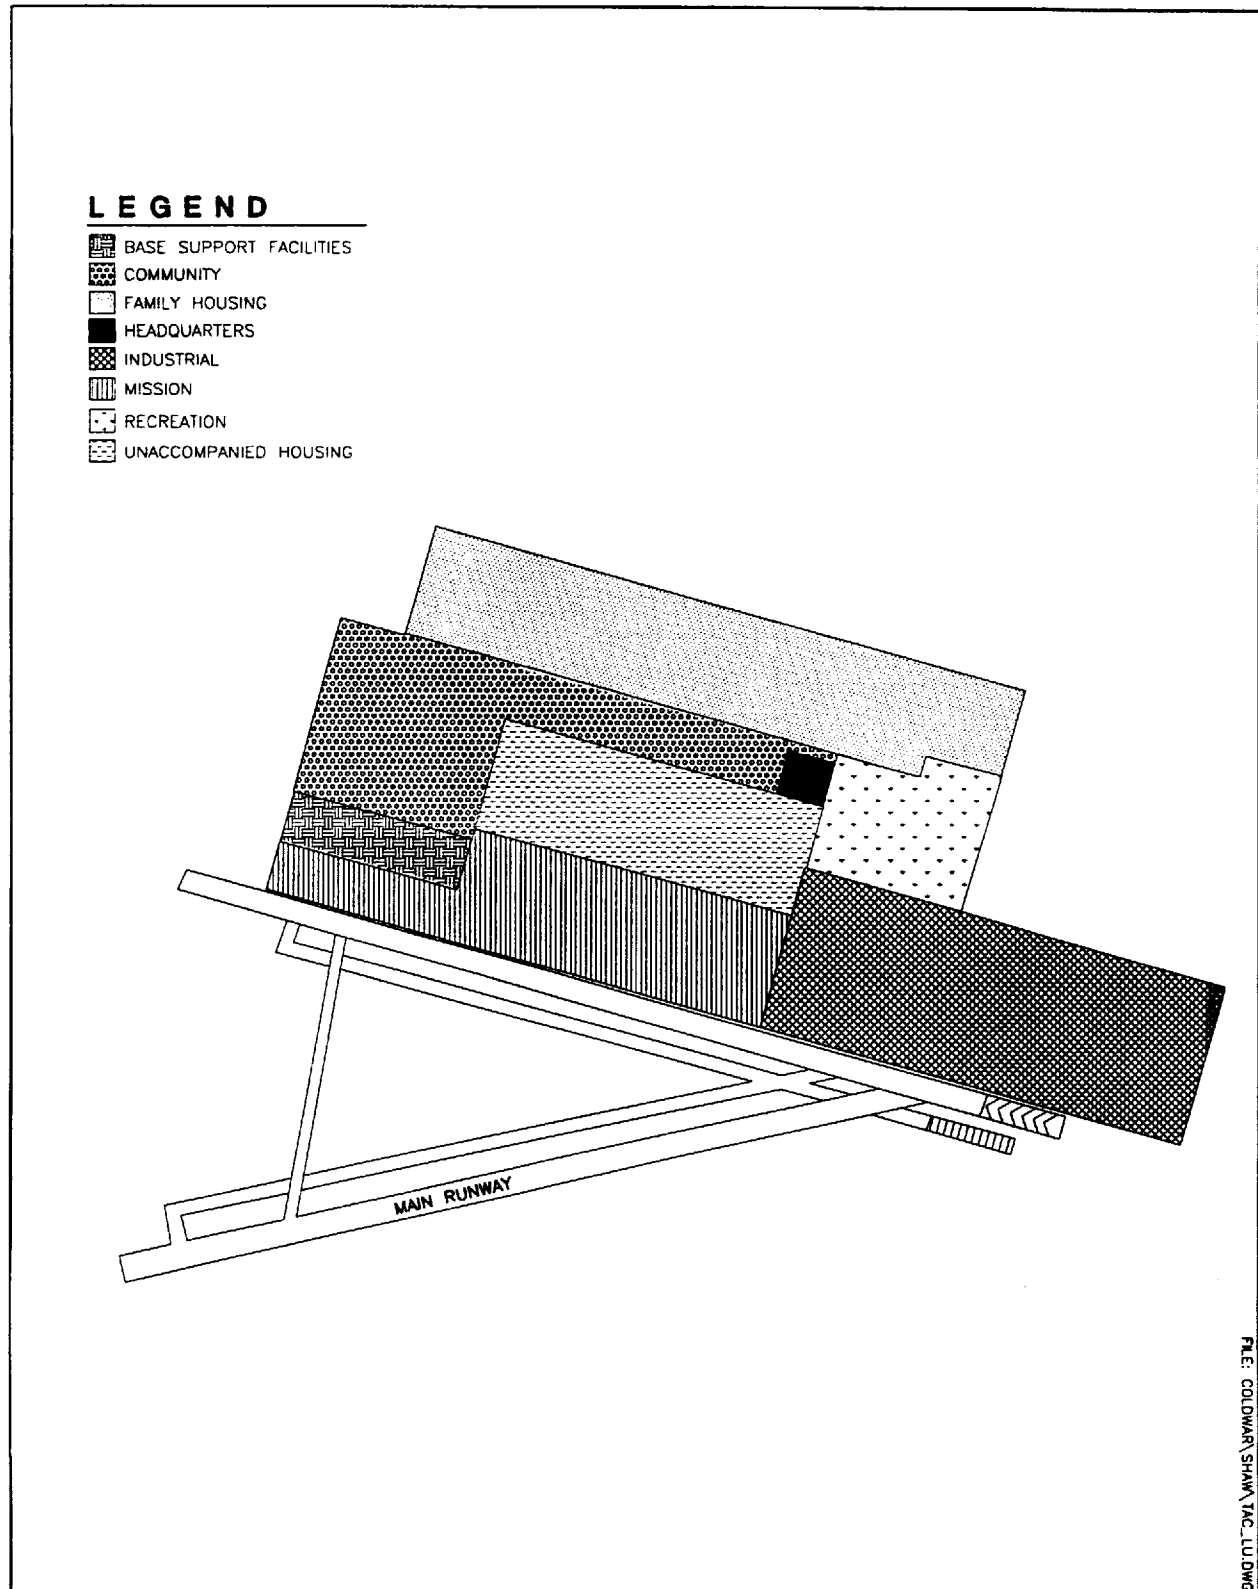 LEGEND
BASE SUPPORT FACILITIES
COMMUNITY
FAMILY HOUSING
HEADQUARTERS
INDUSTRIAL
MISSION
RECREATION
UNACCOMPANIED HOUSING
MAIN RUNWAY
FILE: COLDWAR\SHAW\TAC_LU.DWG